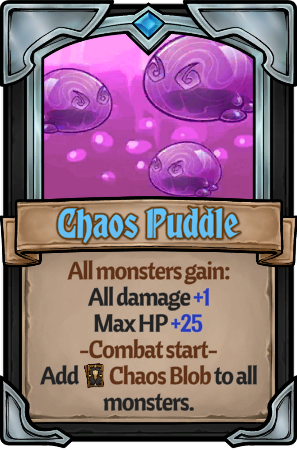 Chaos Puddle
All monsters gain:
All damage +1
Max HP +25
-Combat start-
Add Chaos Blob to all
monsters.